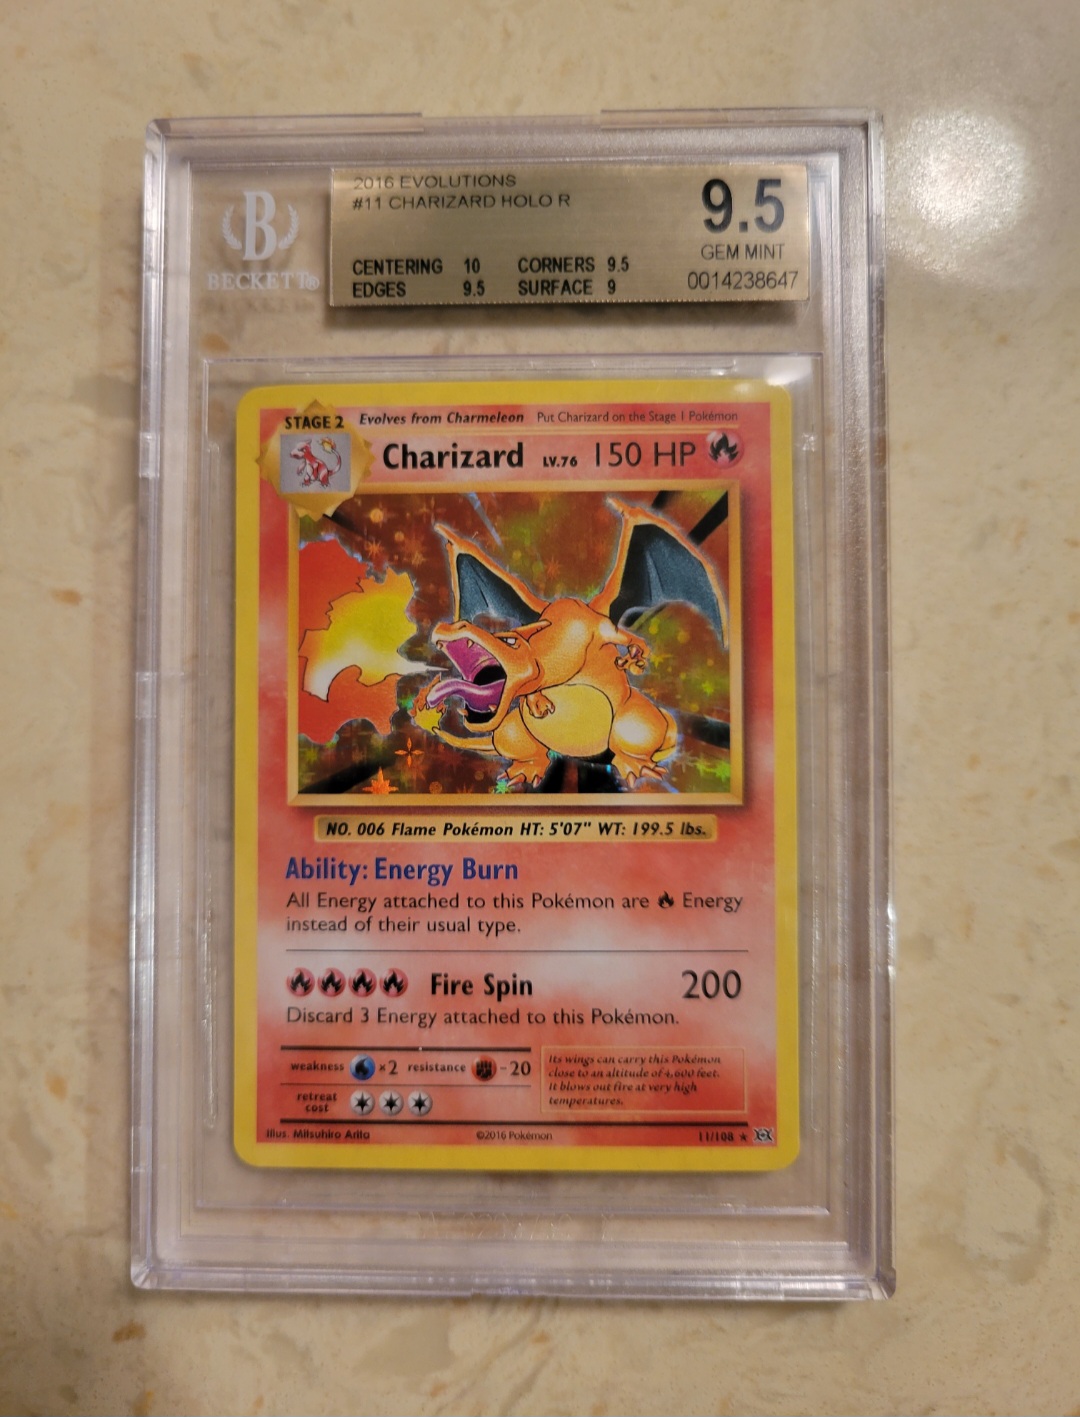 2016 EVOLUTIONS
#11 CHARIZARD HOLO R
9.5
GEM MINT
CENTERING 10 CORNERS 9.5
EDGES 9.5 SURFACE 9
0014238647
B
BECKETT®
STAGE 2 Evolves from Charmeleon Put Charizard on the Stage 1 Pokémon
Charizard LV.76 150 HP
NO. 006 Flame Pokémon HT: 5'07" WT: 199.5 lbs.
Ability: Energy Burn
All Energy attached to this Pokémon are Energy
instead of their usual type.
Fire Spin 200
Discard 3 Energy attached to this Pokémon.
weakness ×2 resistance -20
retreat
cost
Its wings can carry this Pokémon
close to an altitude of 4,600 feet.
It blows out fire at very high
temperatures.
Illus. Mitsuhiro Arita ©2016 Pokémon 11/108 ★